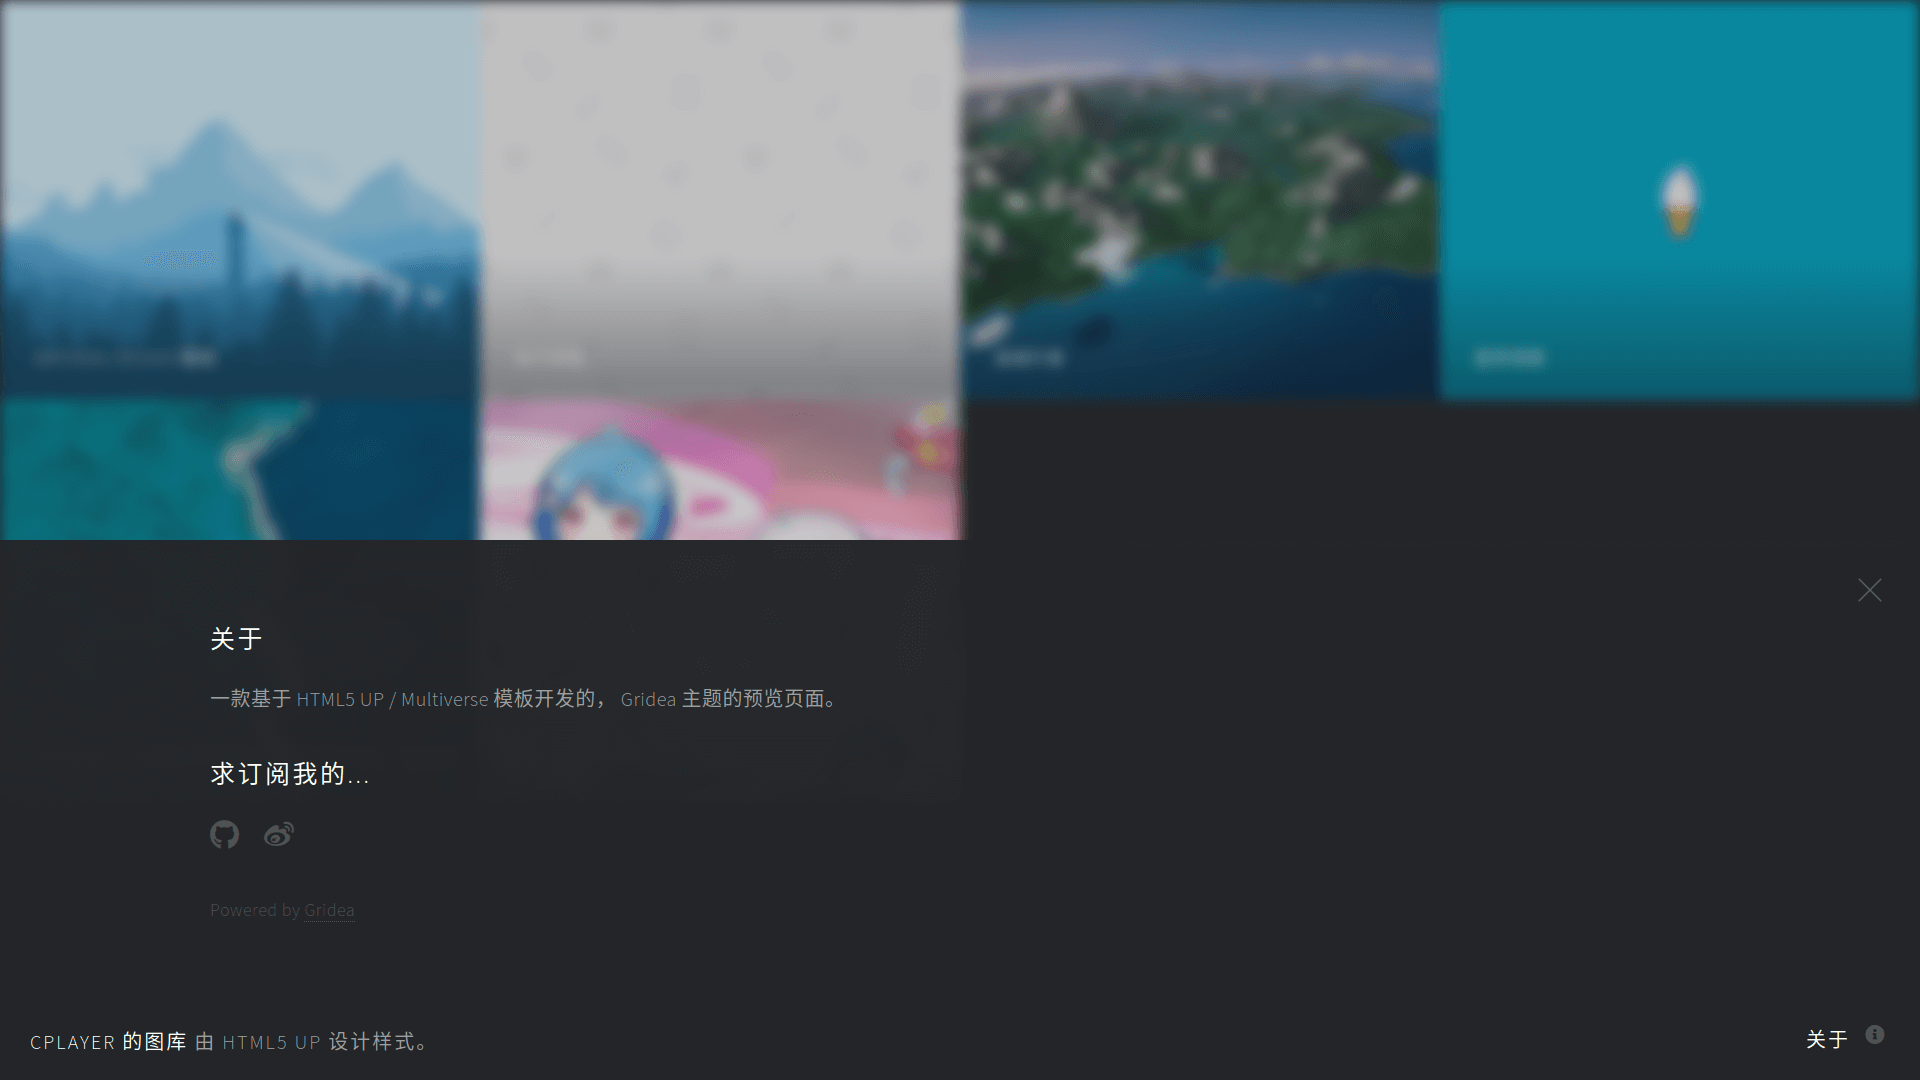 关于
一款基于 HTML5 UP / Multiverse 模板开发的， Gridea 主题的预览页面。
求订阅我的...
Powered by Gridea
CPLAYER 的图库 由 HTML5 UP 设计样式。
关于